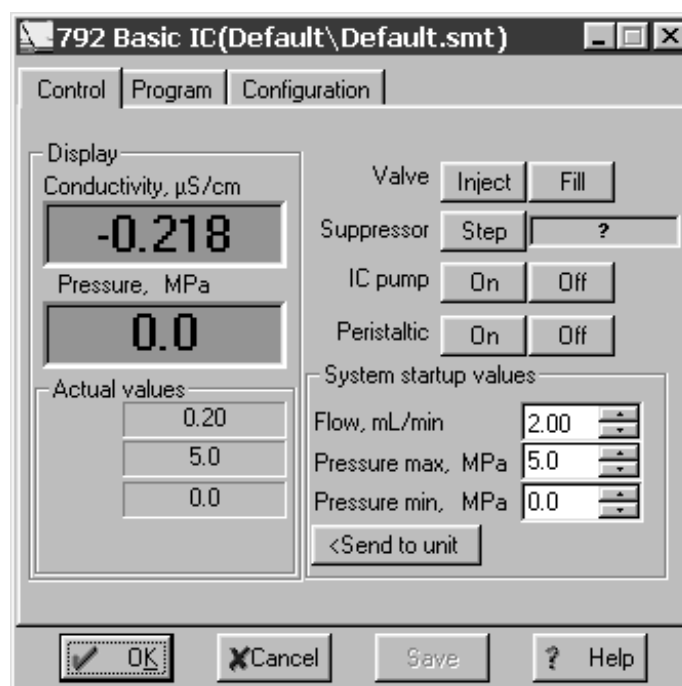 792 Basic IC(Default\Default.smt)
Control Program Configuration
Display
Conductivity, µS/cm
-0.218
Pressure, MPa
0.0
Actual values
0.20
5.0
0.0
Valve Inject Fill
Suppressor Step ?
IC pump On Off
Peristaltic On Off
System startup values
Flow, mL/min 2.00
Pressure max, MPa 5.0
Pressure min, MPa 0.0
<Send to unit
OK Cancel Save ? Help